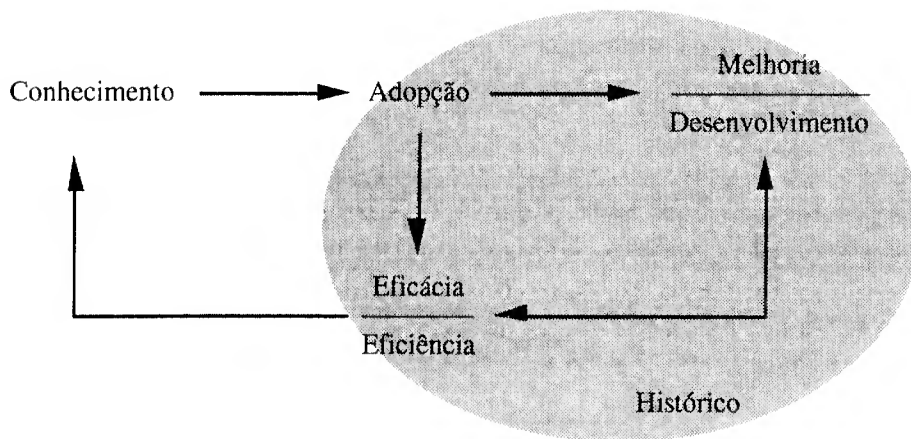 Conhecimento
Adopção
Melhoria
Desenvolvimento
Eficácia
Eficiência
Histórico